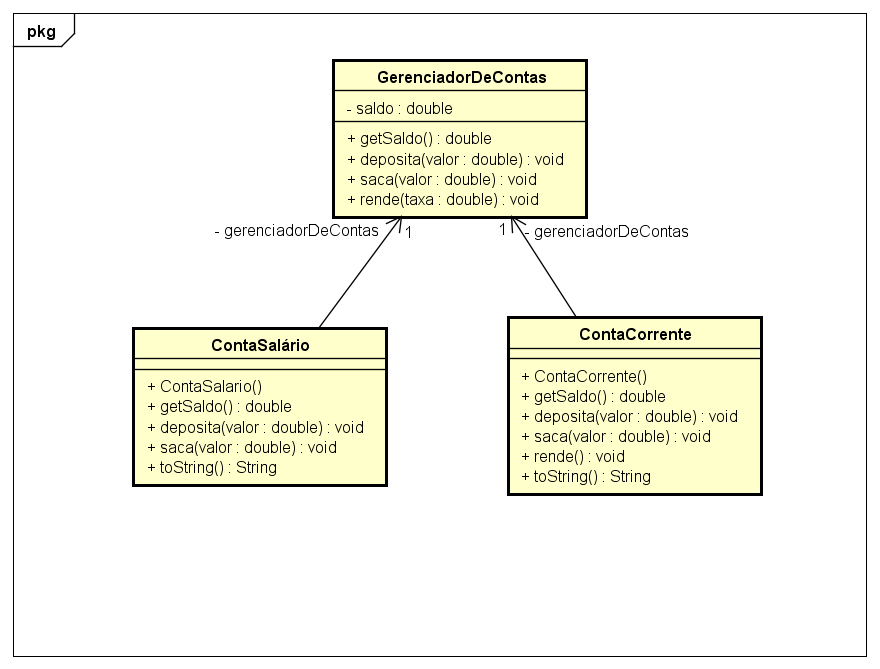 pkg
GerenciadorDeContas
- saldo : double
+ getSaldo() : double
+ deposita(valor : double) : void
+ saca(valor : double) : void
+ rende(taxa : double) : void
- gerenciadorDeContas
1
1
- gerenciadorDeContas
ContaSalário
+ ContaSalario()
+ getSaldo() : double
+ deposita(valor : double) : void
+ saca(valor : double) : void
+ toString() : String
ContaCorrente
+ ContaCorrente()
+ getSaldo() : double
+ deposita(valor : double) : void
+ saca(valor : double) : void
+ rende() : void
+ toString() : String